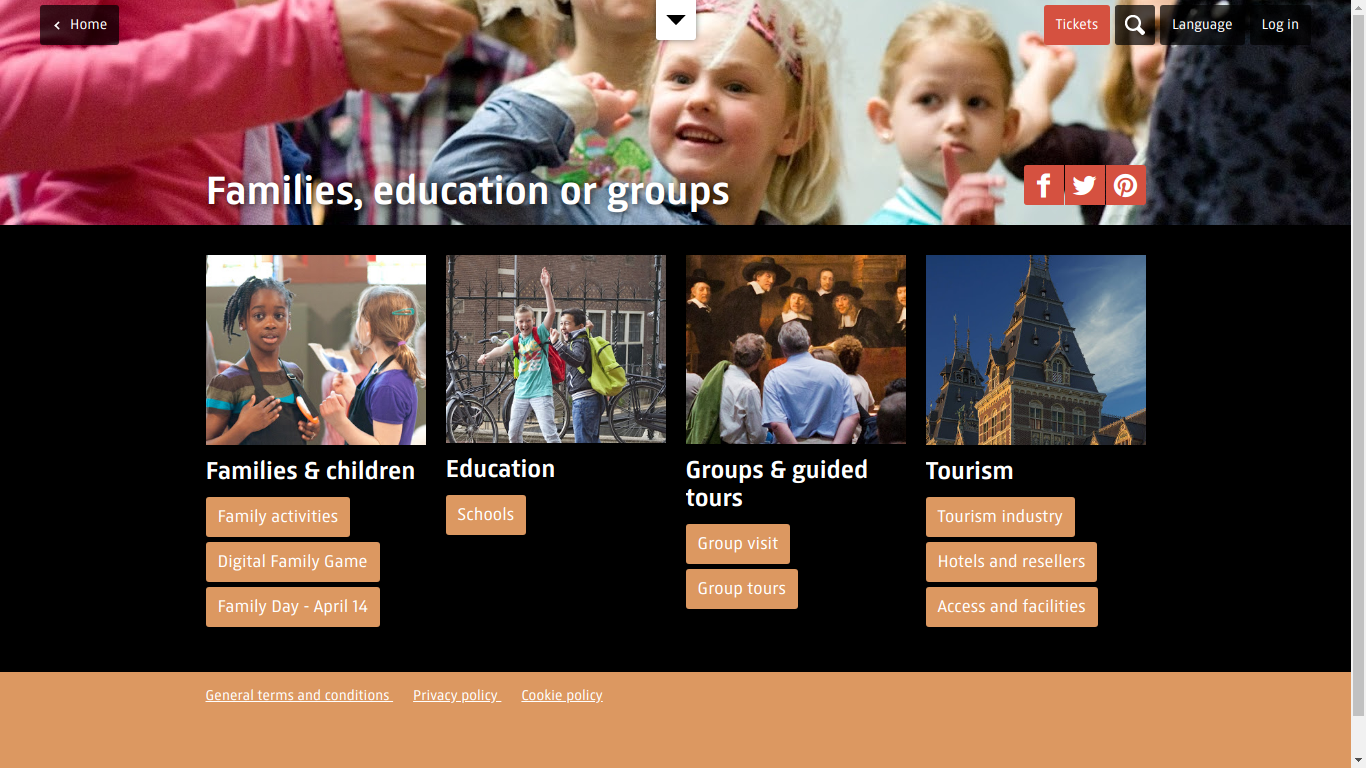 Home
Tickets
Language
Log in
Families, education or groups
Families & children
Family activities
Digital Family Game
Family Day - April 14
Education
Schools
Groups & guided
tours
Group visit
Group tours
Tourism
Tourism industry
Hotels and resellers
Access and facilities
General terms and conditions
Privacy policy
Cookie policy